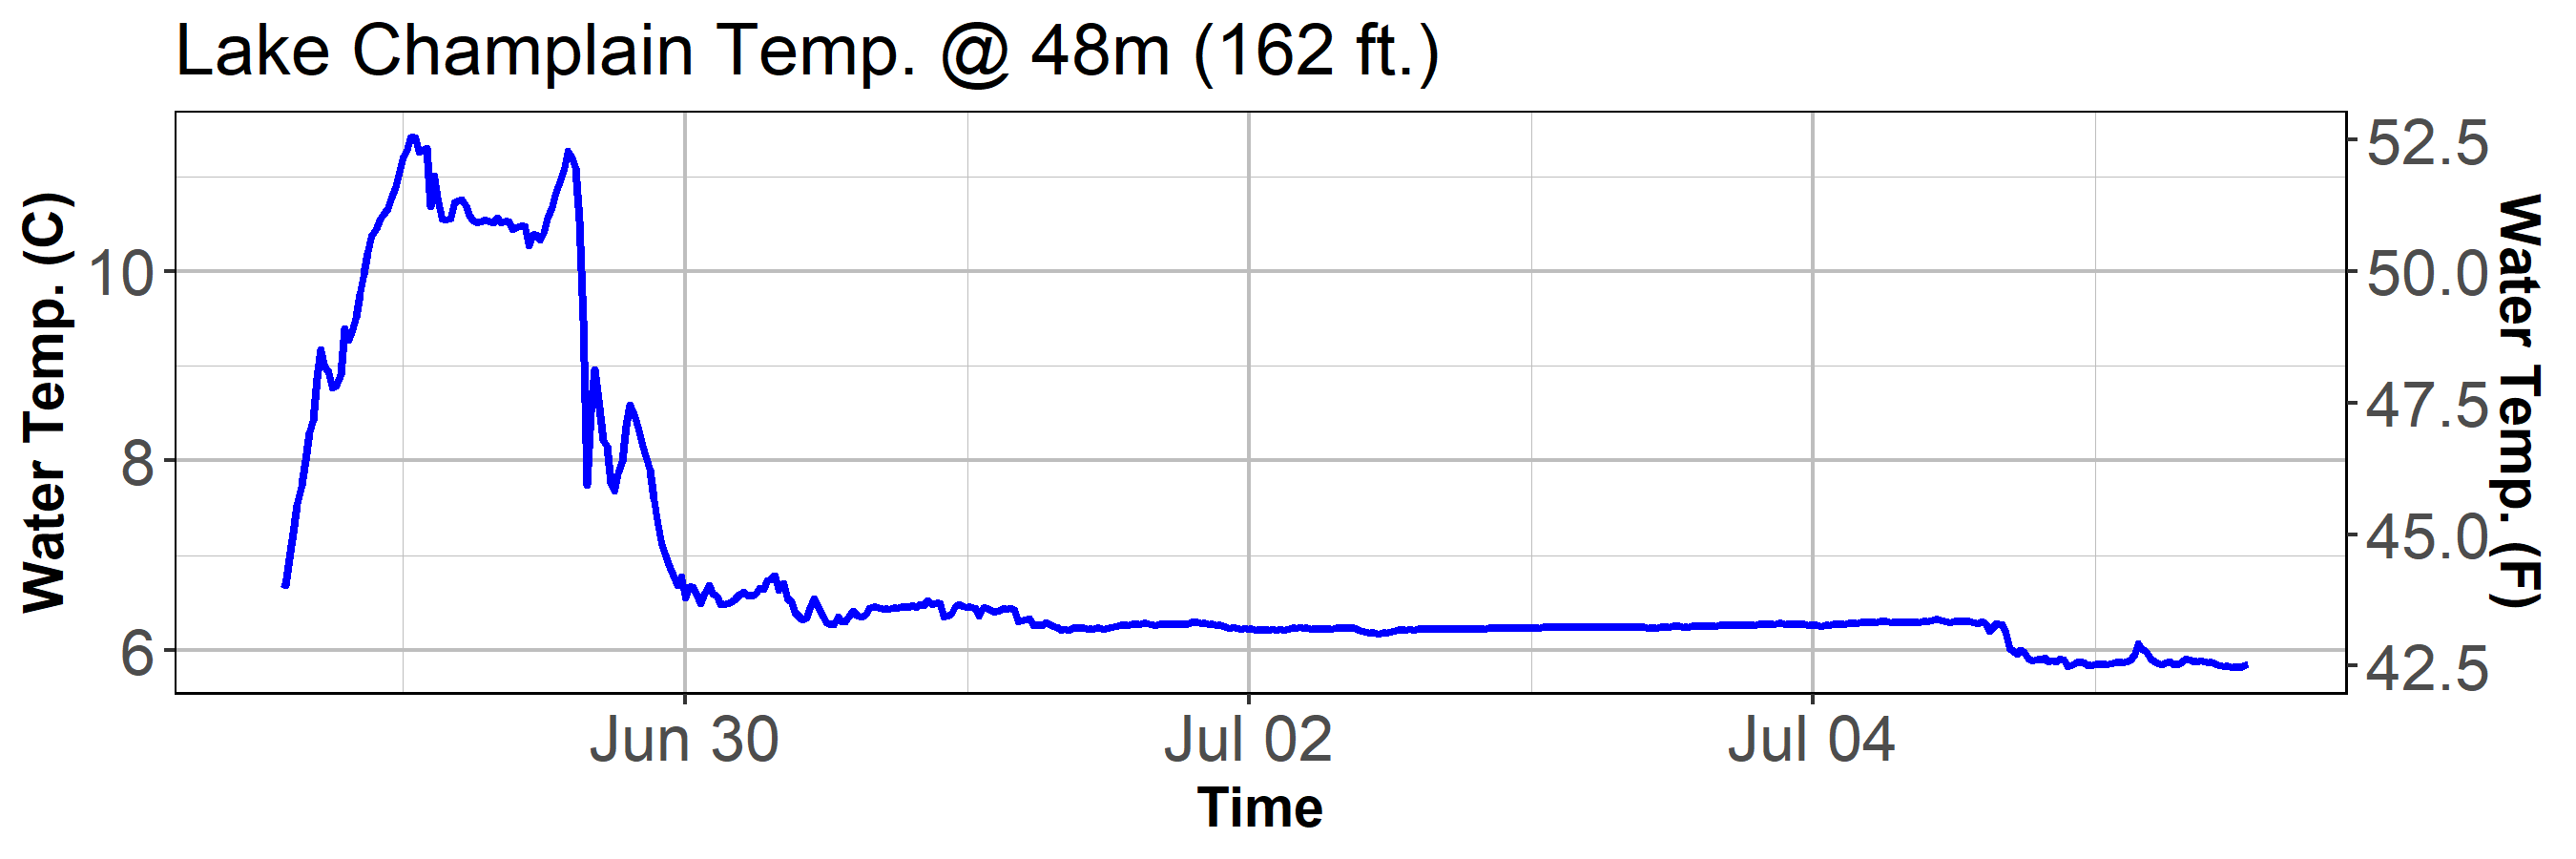 Lake Champlain Temp. @ 48m (162 ft.)
Water Temp. (C)
10
8
6
52.5
50.0
47.5
45.0
42.5
Water Temp. (F)
Jun 30
Jul 02
Jul 04
Time